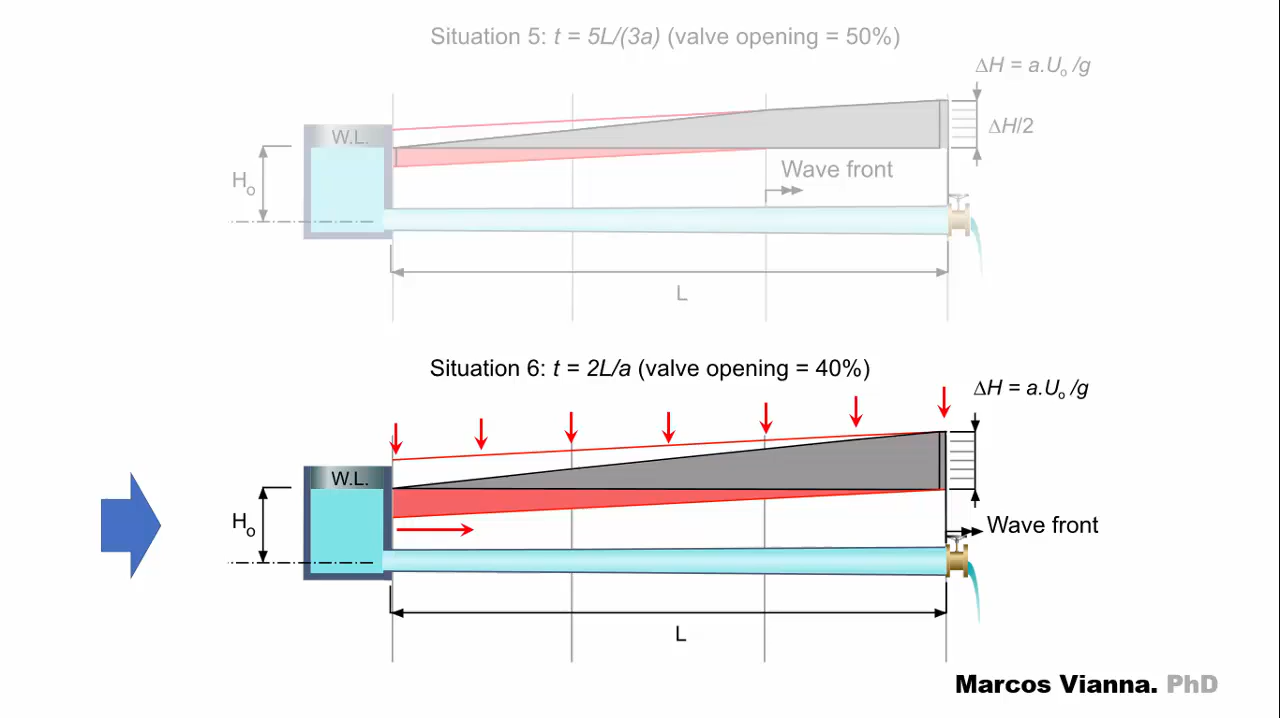 Situation 5: t = 5L/(3a) (valve opening = 50%)
ΔH = a.Uo /g
W.L.
ΔH/2
Ho
Wave front
L
Situation 6: t = 2L/a (valve opening = 40%)
ΔH = a.Uo /g
W.L.
Ho
Wave front
L
Marcos Vianna. PhD